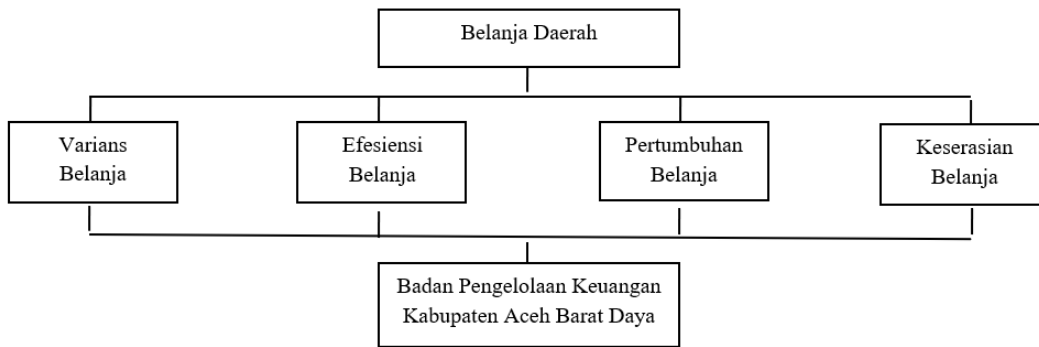 Belanja Daerah
Varians
Belanja
Efesiensi
Belanja
Pertumbuhan
Belanja
Keserasian
Belanja
Badan Pengelolaan Keuangan
Kabupaten Aceh Barat Daya